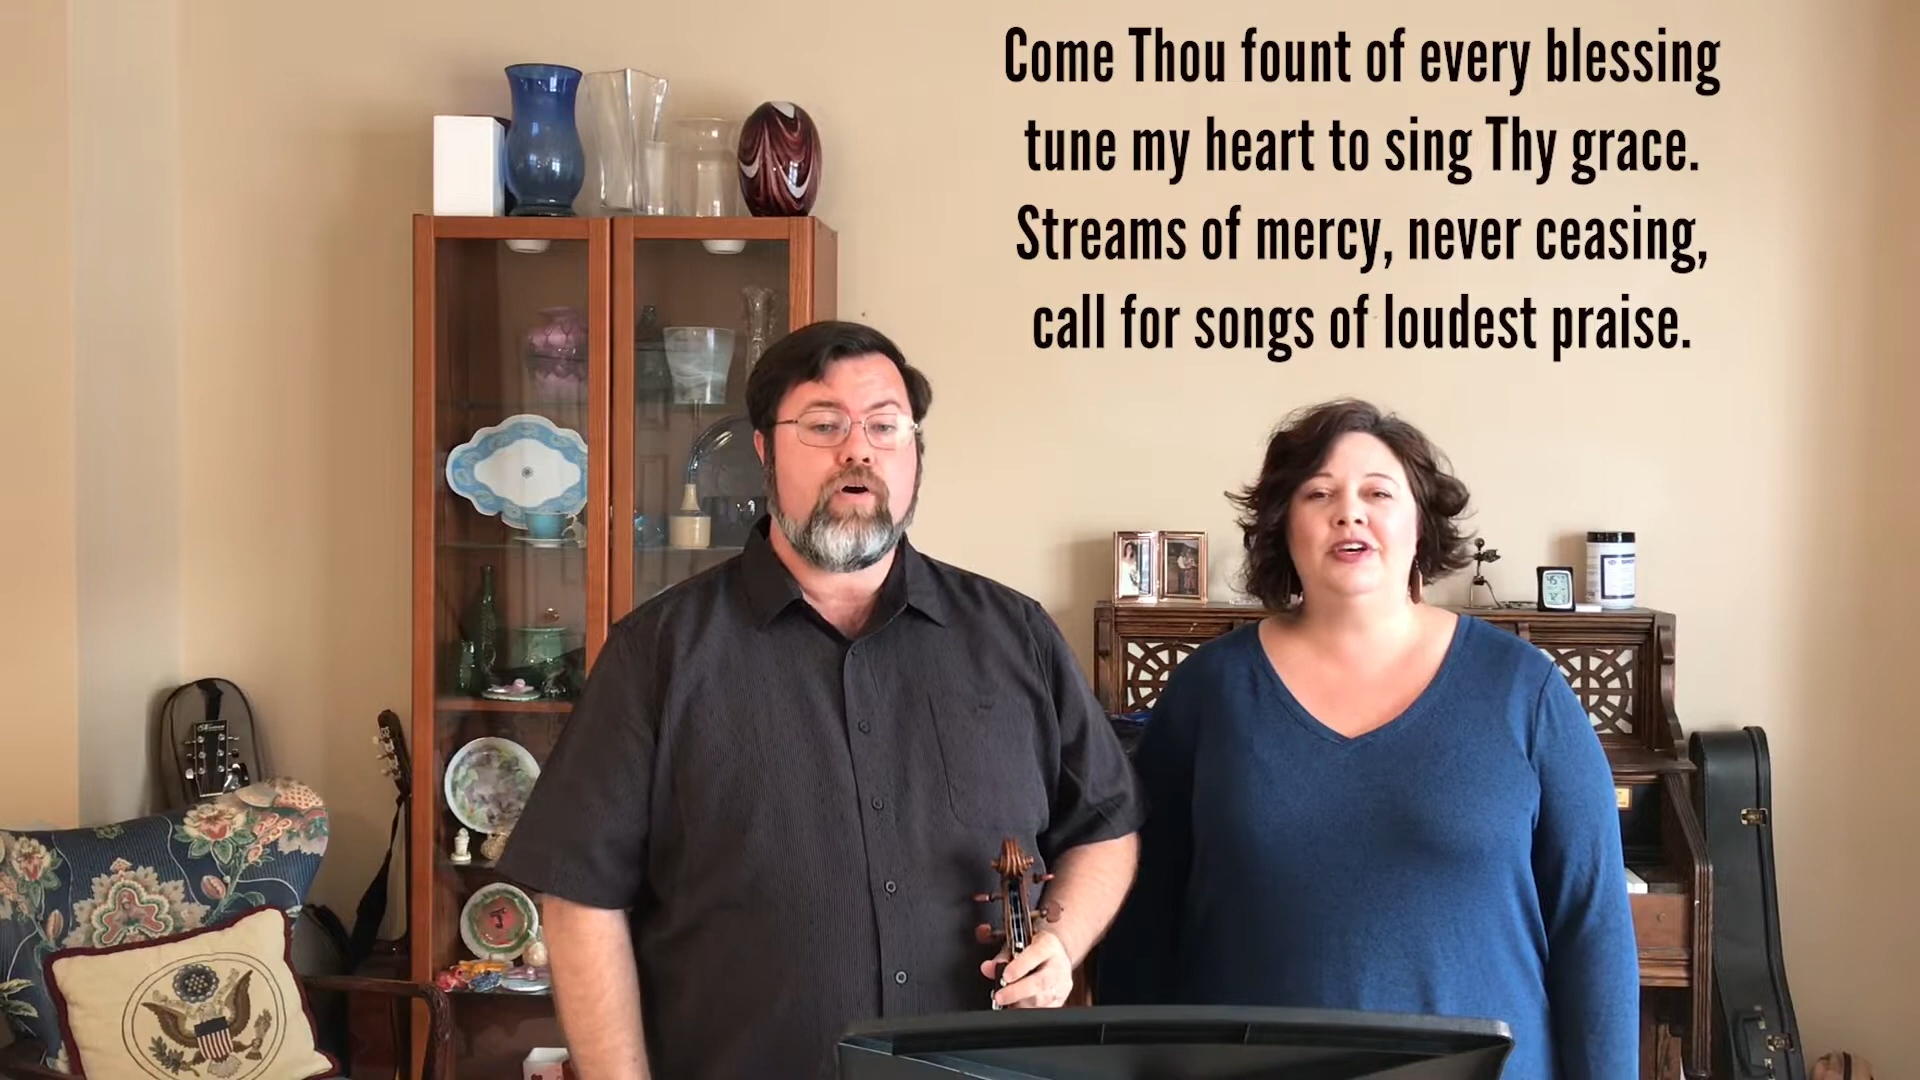 Come Thou fount of every blessing
tune my heart to sing Thy grace.
Streams of mercy, never ceasing,
call for songs of loudest praise.